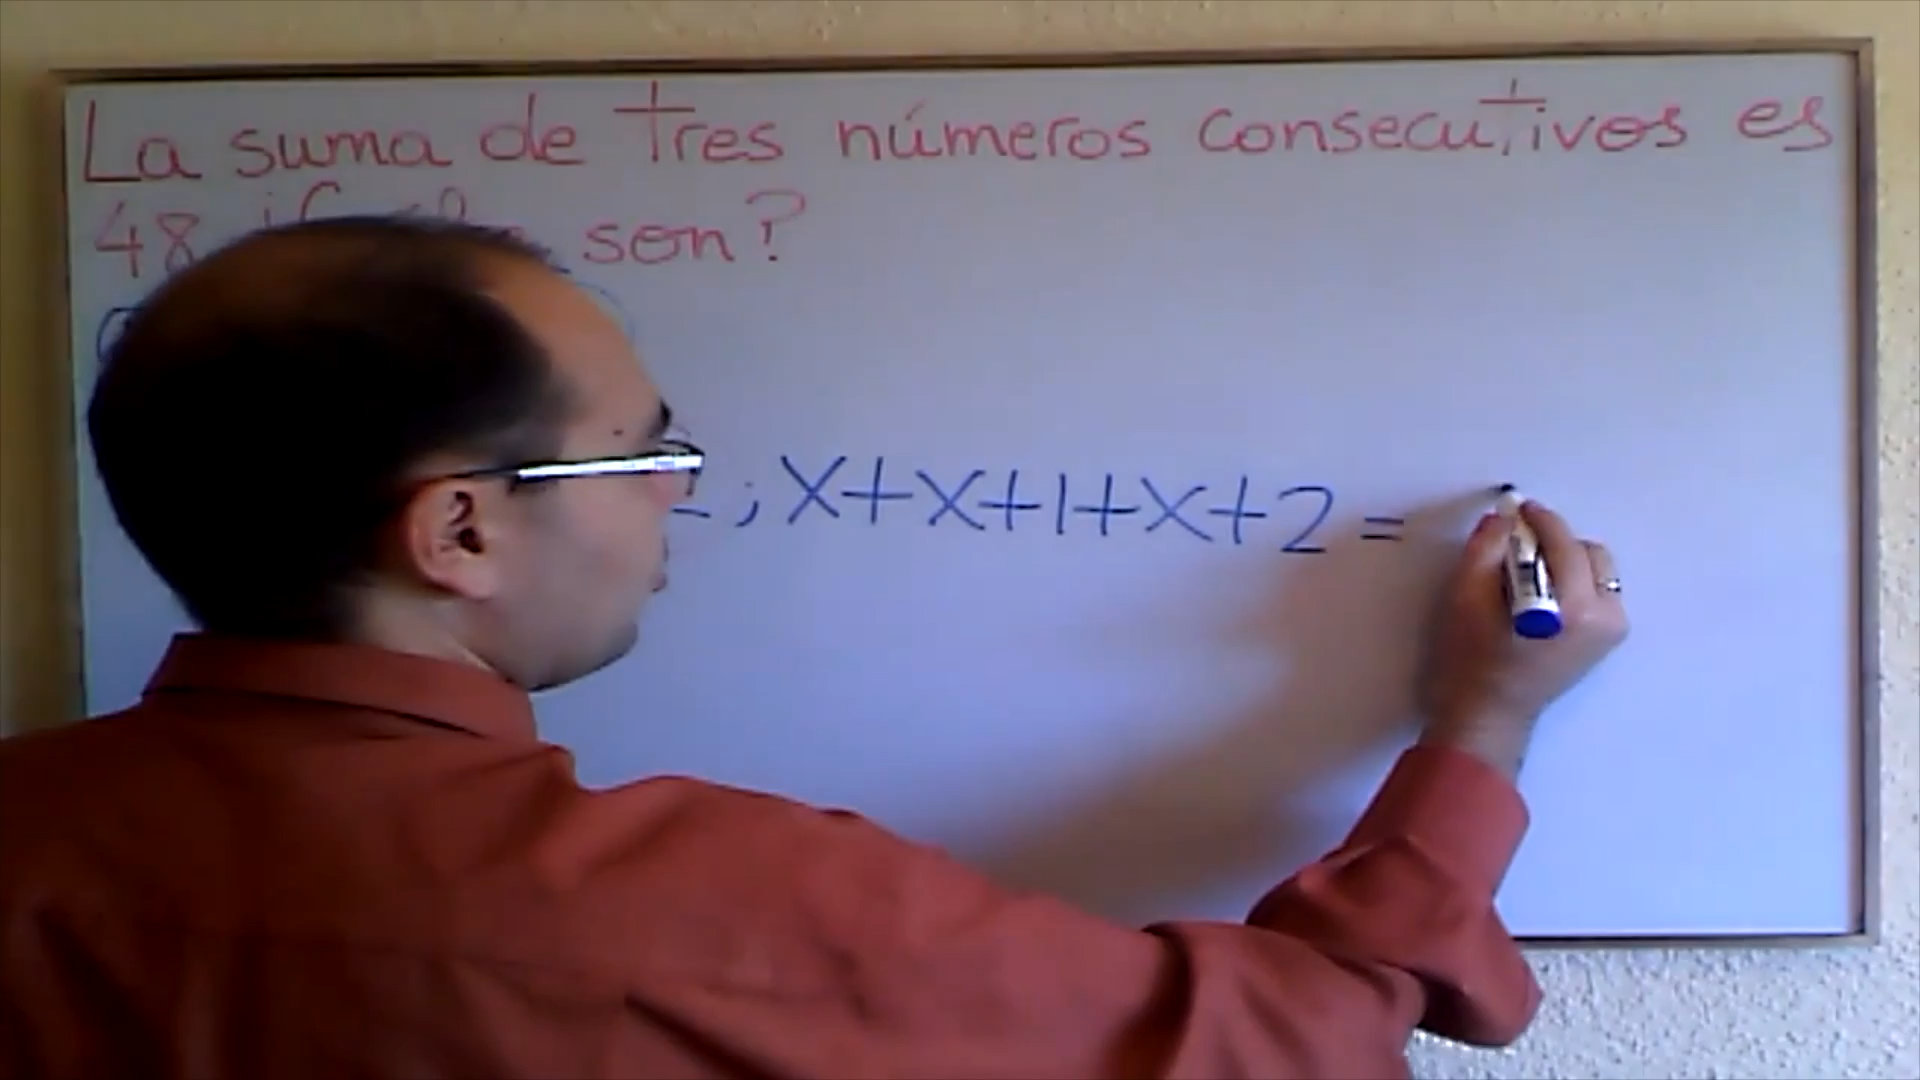 La suma de tres números consecutivos es
48 son?
; x+x+1+x+2=